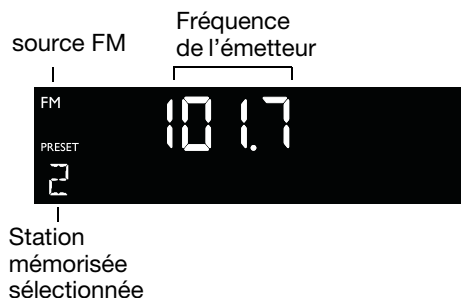 source FM
Fréquence
de l'émetteur
FM
101.7
PRESET
2
Station
mémorisée
sélectionnée